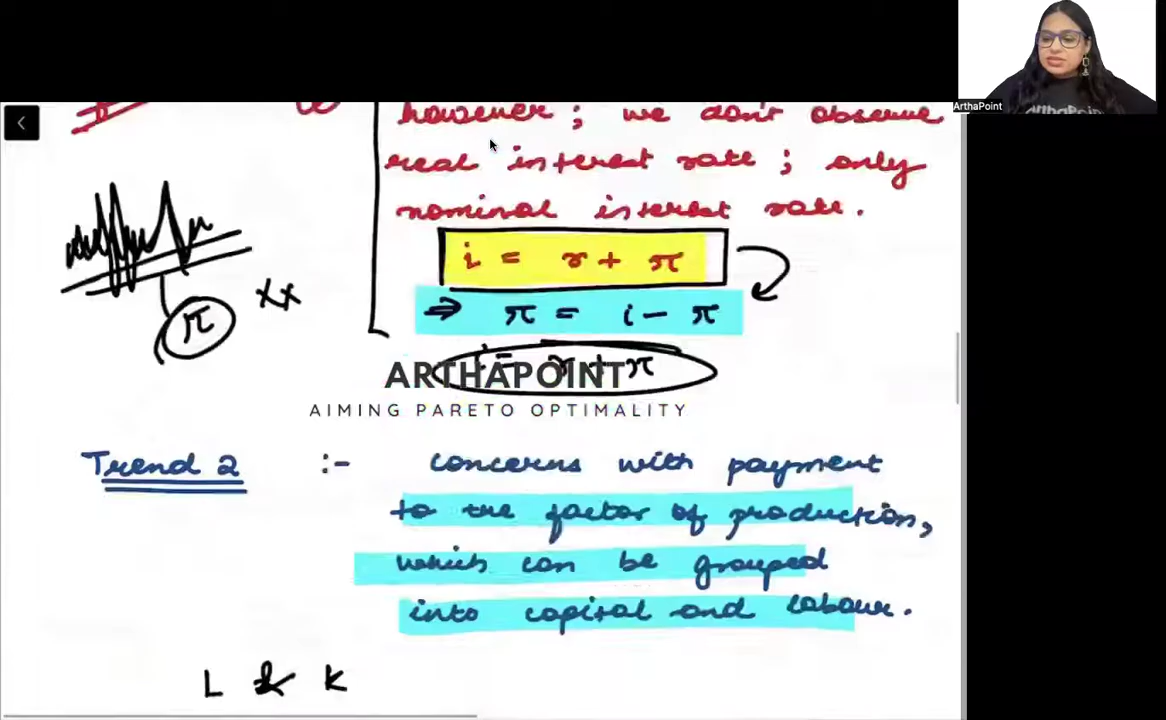 ArthaPoint
however; we don't observe
real interest rate; only
nominal interest rate.
i = r + π
⇒ π = i - π
π xx
i = r + π
ARTHAPOINT
AIMING PARETO OPTIMALITY
Trend 2 :- concerns with payment
to the factor of production,
which can be grouped
into capital and labour.
L & K